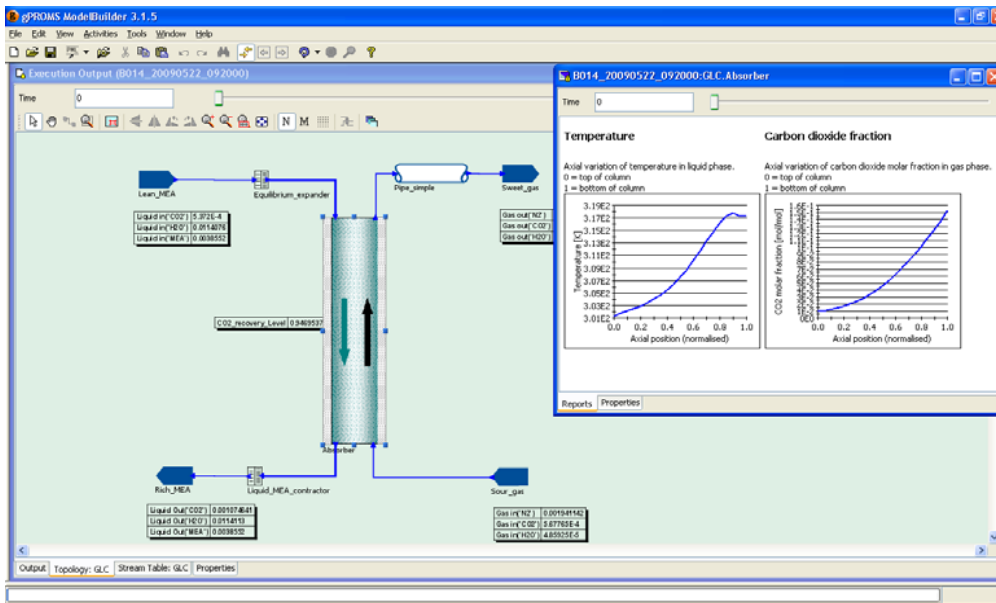 gPROMS ModelBuilder 3.1.5
File Edit View Activities Tools Window Help
Execution Output (B014_20090522_092000)
Time 0
N M
Lean_MEA
Equilibrium_expander
Pipe_simple
Sweet_gas
Liquid in('CO2') 5.372E-4
Liquid in('H2O') 0.0114076
Liquid in('MEA') 0.0038552
Gas out('N2')
Gas out('CO2')
Gas out('H2O')
CO2_recovery_Level 0.9469537
Absorber
Rich_MEA
Liquid_MEA_contractor
Sour_gas
Liquid Out('CO2') 0.001074641
Liquid Out('H2O') 0.0114113
Liquid Out('MEA') 0.0038552
Gas in('N2') 0.001941142
Gas in('CO2') 5.67765E-4
Gas in('H2O') 4.85925E-5
Output Topology: GLC Stream Table: GLC Properties
B014_20090522_092000:GLC.Absorber
Time 0
Temperature
Axial variation of temperature in liquid phase.
0 = top of column
1 = bottom of column
3.19E2
3.17E2
3.15E2
3.13E2
3.11E2
3.09E2
3.07E2
3.05E2
3.03E2
3.01E2
Temperature [K]
0.0 0.2 0.4 0.6 0.8 1.0
Axial position (normalised)
Carbon dioxide fraction
Axial variation of carbon dioxide molar fraction in gas phase.
0 = top of column
1 = bottom of column
CO2 molar fraction [mol/mol]
0E0
0.0 0.2 0.4 0.6 0.8 1.0
Axial position (normalised)
Reports Properties